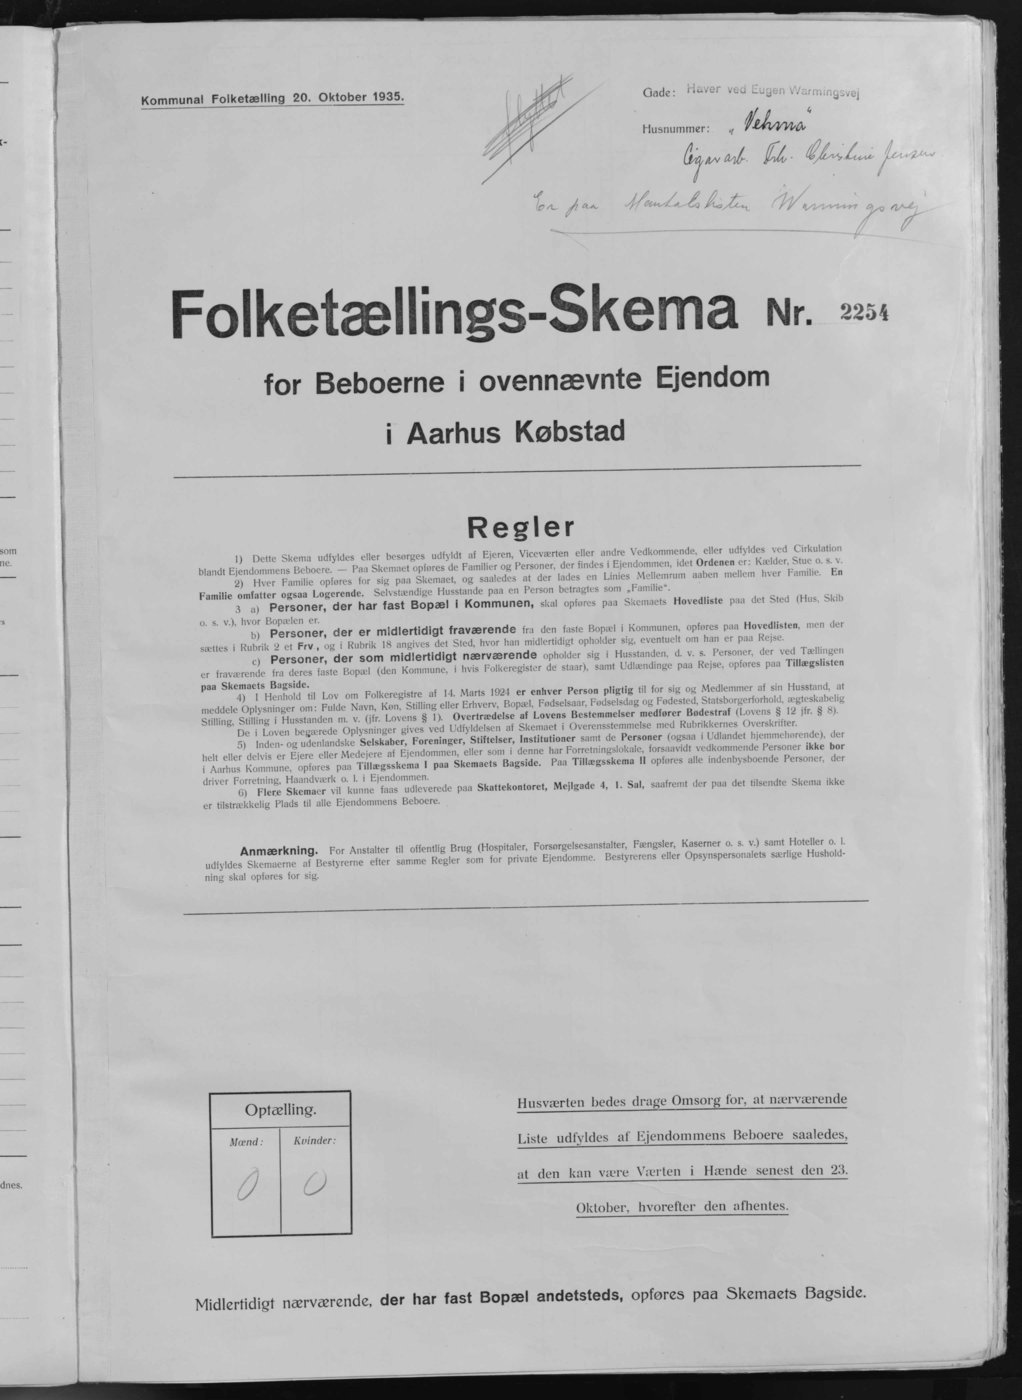 Kommunal Folketælling 20. Oktober 1935.
flyttet
Gade: Haver ved Eugen Warmingsvej
Husnummer: „Vehma"
Cigararb. Frk. Christine Jensen
Er paa Mantalslisten Warmingsvej
Folketællings-Skema Nr. 2254
for Beboerne i ovennævnte Ejendom
i Aarhus Købstad
Regler
1) Dette Skema udfyldes eller besørges udfyldt af Ejeren, Viceværten eller andre Vedkommende, eller udfyldes ved Cirkulation
blandt Ejendommens Beboere. — Paa Skemaet opføres de Familier og Personer, der findes i Ejendommen, idet Ordenen er: Kælder, Stue o. s. v.
2) Hver Familie opføres for sig paa Skemaet, og saaledes at der lades en Linies Mellemrum aaben mellem hver Familie. En
Familie omfatter ogsaa Logerende. Selvstændige Husstande paa en Person betragtes som „Familie".
3 a) Personer, der har fast Bopæl i Kommunen, skal opføres paa Skemaets Hovedliste paa det Sted (Hus, Skib
o. s. v.), hvor Bopælen er.
b) Personer, der er midlertidigt fraværende fra den faste Bopæl i Kommunen, opføres paa Hovedlisten, men der
sættes i Rubrik 2 et Frv., og i Rubrik 18 angives det Sted, hvor han midlertidigt opholder sig, eventuelt om han er paa Rejse.
c) Personer, der som midlertidigt nærværende opholder sig i Husstanden, d. v. s. Personer, der ved Tællingen
er fraværende fra deres faste Bopæl (den Kommune, i hvis Folkeregister de staar), samt Udlændinge paa Rejse, opføres paa Tillægslisten
paa Skemaets Bagside.
4) I Henhold til Lov om Folkeregistre af 14. Marts 1924 er enhver Person pligtig til for sig og Medlemmer af sin Husstand, at
meddele Oplysninger om: Fulde Navn, Køn, Stilling eller Erhverv, Bopæl, Fødselsaar, Fødselsdag og Fødested, Statsborgerforhold, ægteskabelig
Stilling, Stilling i Husstanden m. v. (jfr. Lovens § 1). Overtrædelse af Lovens Bestemmelser medfører Bødestraf (Lovens § 12 jfr. § 8).
De i Loven begærede Oplysninger gives ved Udfyldelsen af Skemaet i Overensstemmelse med Rubrikkernes Overskrifter.
5) Inden- og udenlandske Selskaber, Foreninger, Stiftelser, Institutioner samt de Personer (ogsaa i Udlandet hjemmehørende), der
helt eller delvis er Ejere eller Medejere af Ejendommen, eller som i denne har Forretningslokale, forsaavidt vedkommende Personer ikke bor
i Aarhus Kommune, opføres paa Tillægsskema I paa Skemaets Bagside. Paa Tillægsskema II opføres alle indenbysboende Personer, der
driver Forretning, Haandværk o. l. i Ejendommen.
6) Flere Skemaer vil kunne faas udleverede paa Skattekontoret, Mejlgade 4, 1. Sal, saafremt der paa det tilsendte Skema ikke
er tilstrækkelig Plads til alle Ejendommens Beboere.
Anmærkning. For Anstalter til offentlig Brug (Hospitaler, Forsørgelsesanstalter, Fængsler, Kaserner o. s. v.) samt Hoteller o. l.
udfyldes Skemaerne af Bestyrerne efter samme Regler som for private Ejendomme. Bestyrerens eller Opsynspersonalets særlige Hushold-
ning skal opføres for sig.
Optælling.
Mænd: Kvinder:
0 0
Husværten bedes drage Omsorg for, at nærværende
Liste udfyldes af Ejendommens Beboere saaledes,
at den kan være Værten i Hænde senest den 23.
Oktober, hvorefter den afhentes.
Midlertidigt nærværende, der har fast Bopæl andetsteds, opføres paa Skemaets Bagside.
som
ne.
dnes.